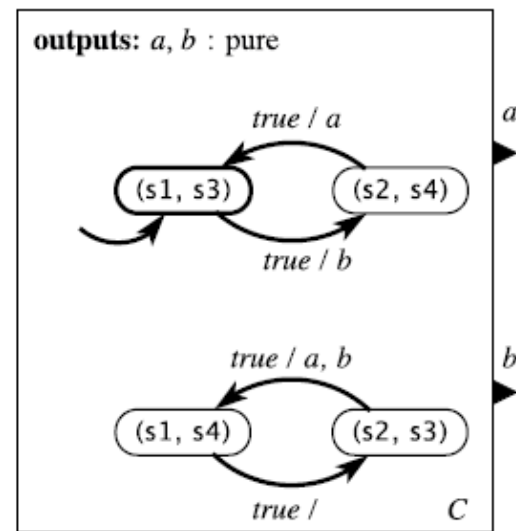 outputs: a, b : pure
a
true / a
(s1, s3) (s2, s4)
true / b
b
true / a, b
(s1, s4) (s2, s3)
true /
C